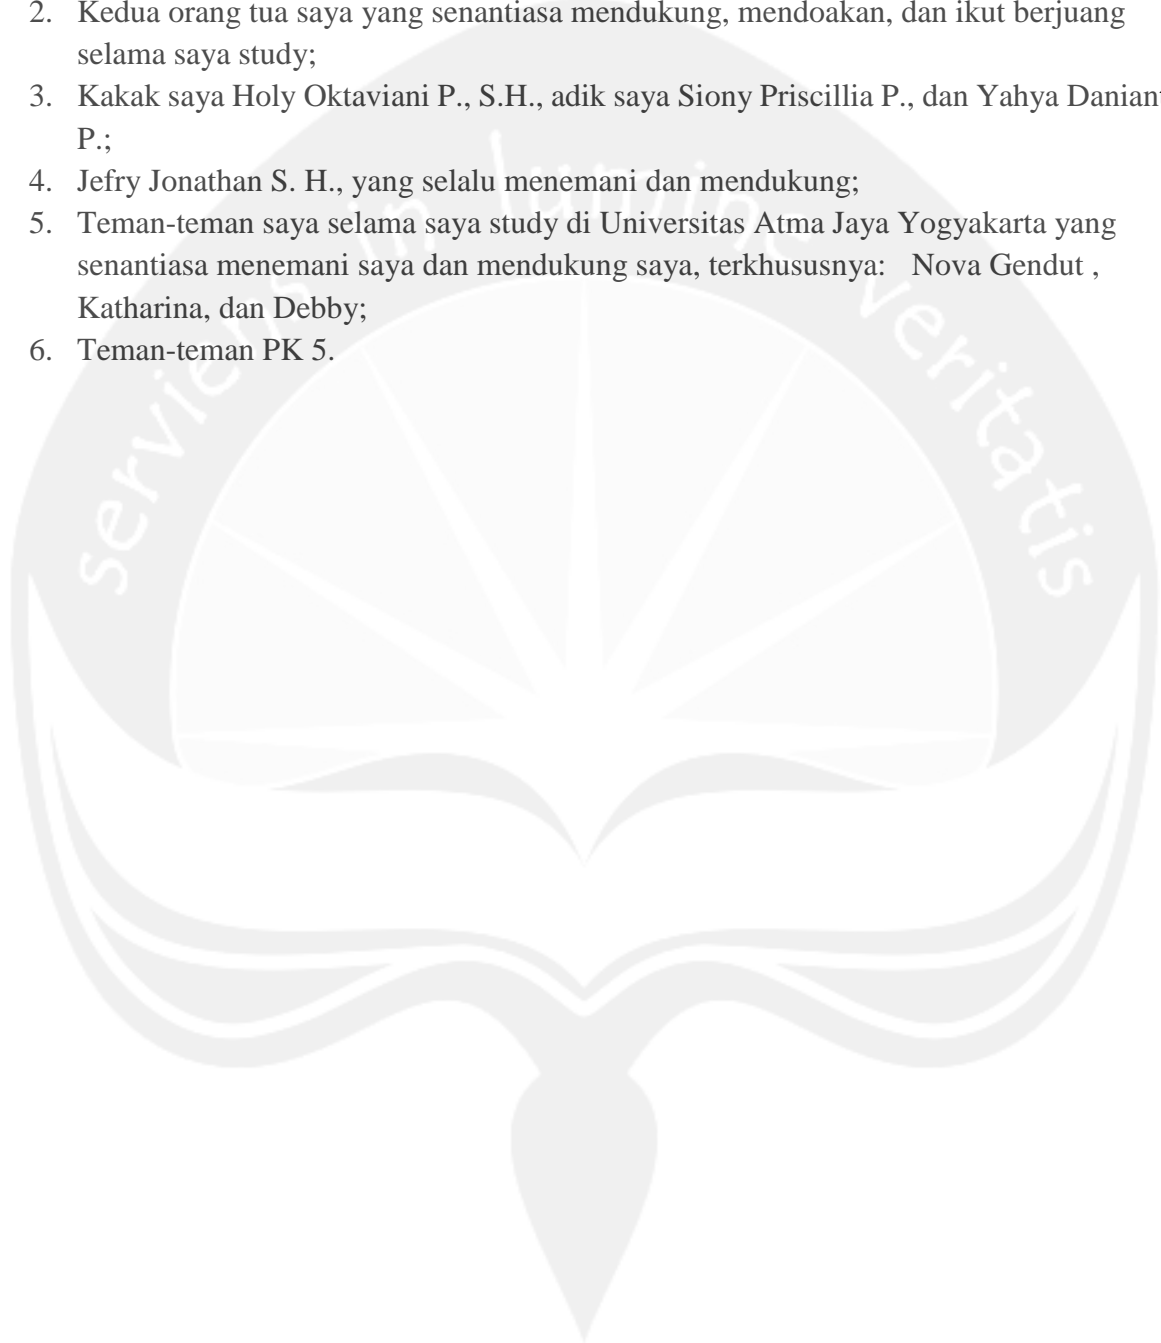 2. Kedua orang tua saya yang senantiasa mendukung, mendoakan, dan ikut berjuang
selama saya study;
3. Kakak saya Holy Oktaviani P., S.H., adik saya Siony Priscillia P., dan Yahya
P.;
4. Jefry Jonathan S. H., yang selalu menemani dan mendukung;
5. Teman-teman saya selama saya study di Universitas Atma Jaya Yogyakarta yang
senantiasa menemani saya dan mendukung saya, terkhususnya: Nova Gendut ,
Katharina, dan Debby;
6. Teman-teman PK 5.
serviens in lumine veritatis